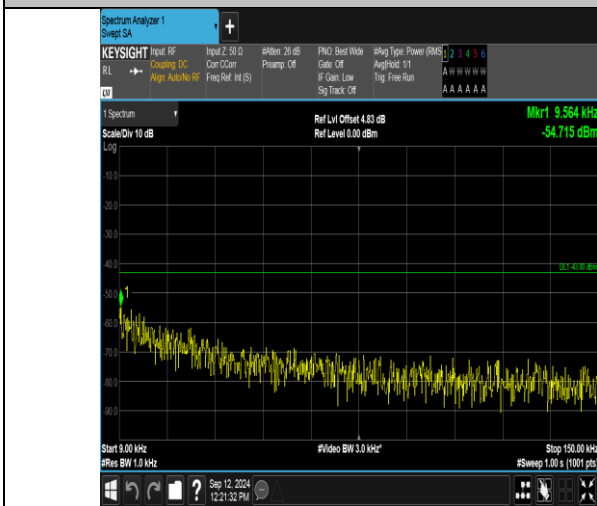 Spectrum Analyzer 1
Swept SA
+
KEYSIGHT Input: RF Input Z: 50 Ω #Atten: 26 dB PNO: Best Wide #Avg Type: Power (RMS 1 2 3 4 5 6
RL Coupling: DC Corr CCorr Preamp: Off Gate: Off Avg|Hold: 1/1 A W W W W W
Align: Auto/No RF Freq Ref: Int (S) IF Gain: Low Trig: Free Run
Sig Track: Off A A A A A A
LXI
1 Spectrum Ref Lvl Offset 4.83 dB Mkr1 9.564 kHz
Scale/Div 10 dB Ref Level 0.00 dBm -54.715 dBm
Log
-10.0
-20.0
-30.0
-40.0
DL1 -43.00 dBm
-50.0
1
-60.0
-70.0
-80.0
-90.0
Start 9.00 kHz #Video BW 3.0 kHz* Stop 150.00 kHz
#Res BW 1.0 kHz #Sweep 1.00 s (1001 pts)
? Sep 12, 2024
12:21:32 PM